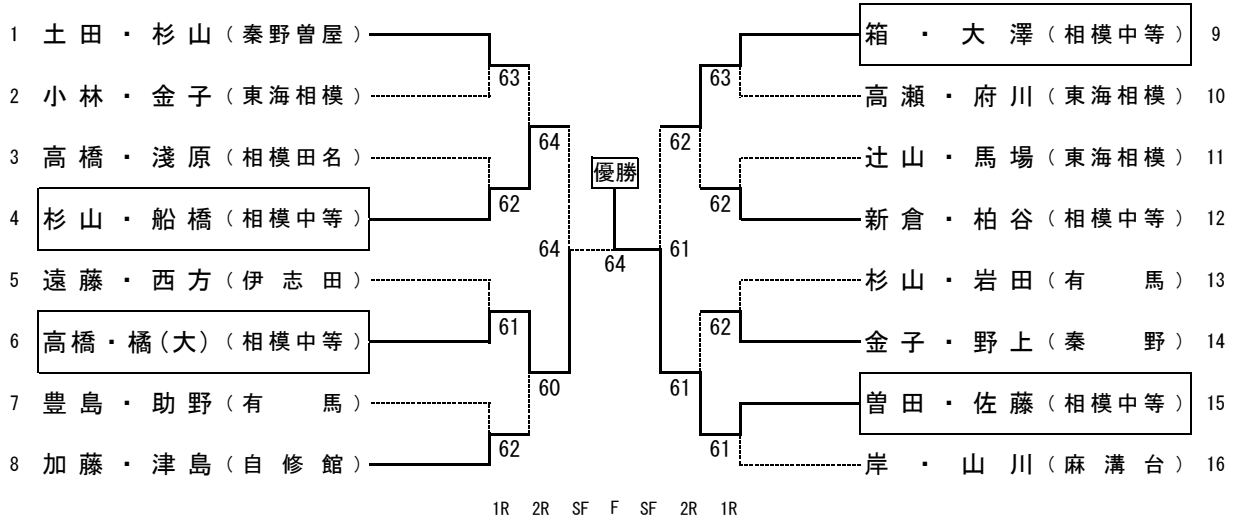 1 土田・杉山（秦野曽屋）
2 小林・金子（東海相模）
3 高橋・淺原（相模田名）
4 杉山・船橋（相模中等）
5 遠藤・西方（伊志田）
6 高橋・橘(大)（相模中等）
7 豊島・助野（有　馬）
8 加藤・津島（自修館）
63
62
61
62
64
60
64
優勝
64
61
62
61
63
62
62
61
箱・大澤（相模中等） 9
高瀬・府川（東海相模） 10
辻山・馬場（東海相模） 11
新倉・柏谷（相模中等） 12
杉山・岩田（有　馬） 13
金子・野上（秦　野） 14
曽田・佐藤（相模中等） 15
岸・山川（麻溝台） 16
1R 2R SF F SF 2R 1R